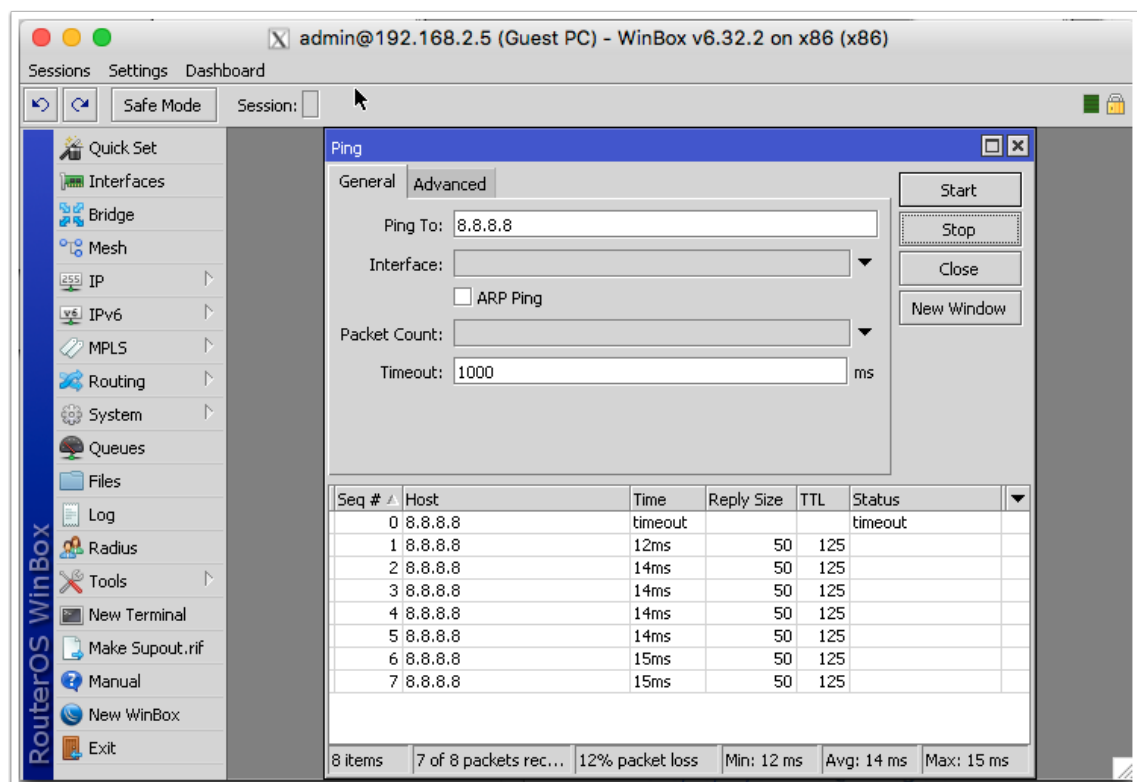 admin@192.168.2.5 (Guest PC) - WinBox v6.32.2 on x86 (x86)
Sessions Settings Dashboard
Safe Mode Session:
RouterOS WinBox
Quick Set
Interfaces
Bridge
Mesh
255 IP
v6 IPv6
MPLS
Routing
System
Queues
Files
Log
Radius
Tools
New Terminal
Make Supout.rif
Manual
New WinBox
Exit
Ping
General Advanced
Ping To: 8.8.8.8
Interface:
ARP Ping
Packet Count:
Timeout: 1000 ms
Start
Stop
Close
New Window
Seq # Host Time Reply Size TTL Status
0 8.8.8.8 timeout timeout
1 8.8.8.8 12ms 50 125
2 8.8.8.8 14ms 50 125
3 8.8.8.8 14ms 50 125
4 8.8.8.8 14ms 50 125
5 8.8.8.8 14ms 50 125
6 8.8.8.8 15ms 50 125
7 8.8.8.8 15ms 50 125
8 items 7 of 8 packets rec... 12% packet loss Min: 12 ms Avg: 14 ms Max: 15 ms